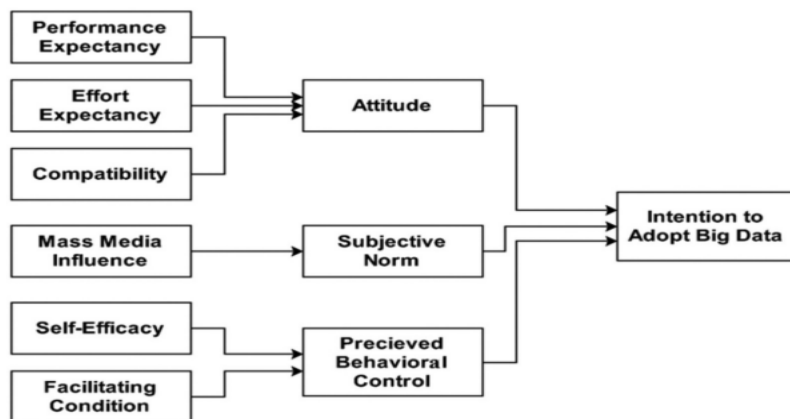 Performance
Expectancy
Effort
Expectancy
Attitude
Compatibility
Intention to
Adopt Big Data
Mass Media
Influence
Subjective
Norm
Self-Efficacy
Precieved
Behavioral
Control
Facilitating
Condition